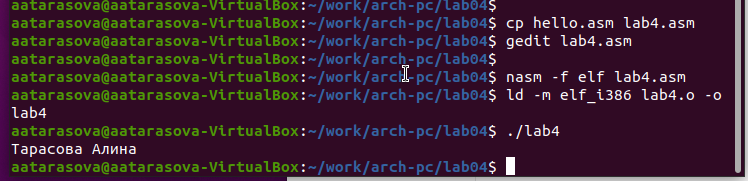 aatarasova@aatarasova-VirtualBox:~/work/arch-pc/lab04$
aatarasova@aatarasova-VirtualBox:~/work/arch-pc/lab04$ cp hello.asm lab4.asm
aatarasova@aatarasova-VirtualBox:~/work/arch-pc/lab04$ gedit lab4.asm
aatarasova@aatarasova-VirtualBox:~/work/arch-pc/lab04$
aatarasova@aatarasova-VirtualBox:~/work/arch-pc/lab04$ nasm -f elf lab4.asm
aatarasova@aatarasova-VirtualBox:~/work/arch-pc/lab04$ ld -m elf_i386 lab4.o -o
lab4
aatarasova@aatarasova-VirtualBox:~/work/arch-pc/lab04$ ./lab4
Тарасова Алина
aatarasova@aatarasova-VirtualBox:~/work/arch-pc/lab04$